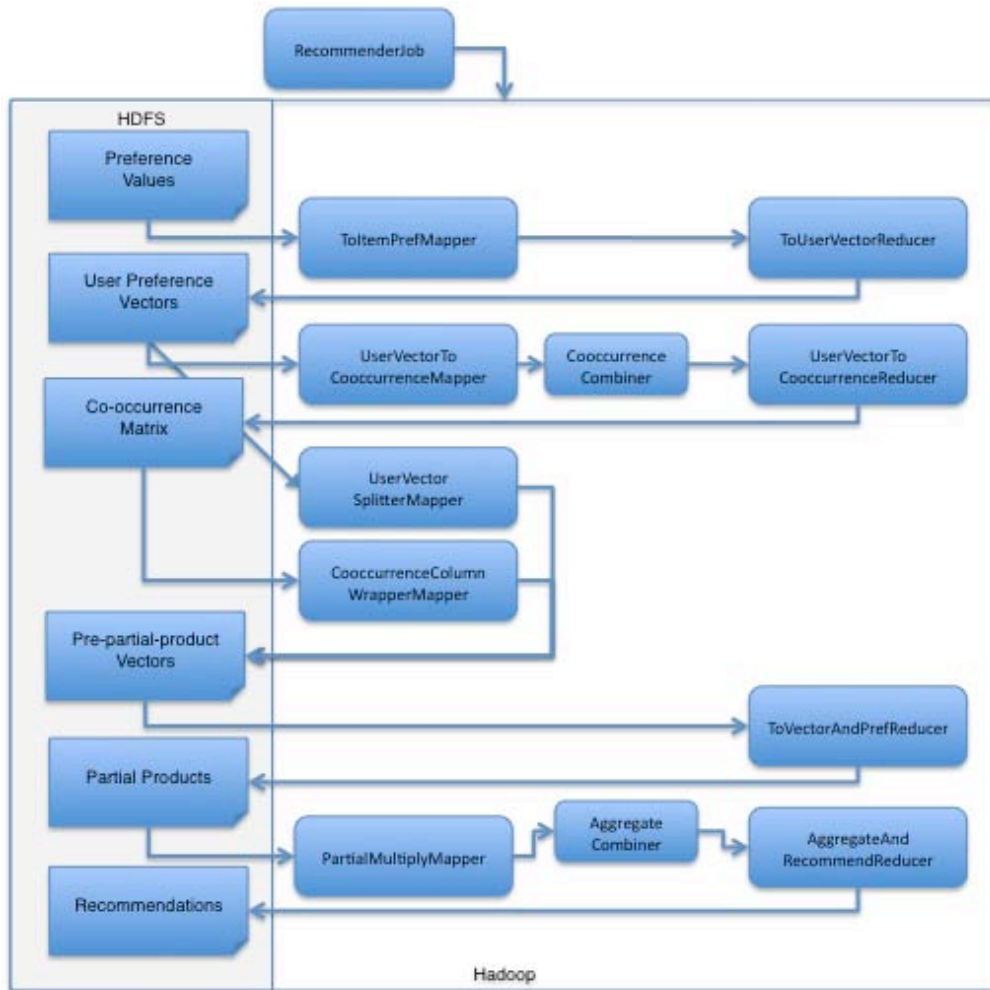 RecommenderJob
HDFS
Preference
Values
ToItemPrefMapper
ToUserVectorReducer
User Preference
Vectors
UserVectorTo
CooccurrenceMapper
Cooccurrence
Combiner
UserVectorTo
CooccurrenceReducer
Co-occurrence
Matrix
UserVector
SplitterMapper
CooccurrenceColumn
WrapperMapper
Pre-partial-product
Vectors
ToVectorAndPrefReducer
Partial Products
PartialMultiplyMapper
Aggregate
Combiner
AggregateAnd
RecommendReducer
Recommendations
Hadoop